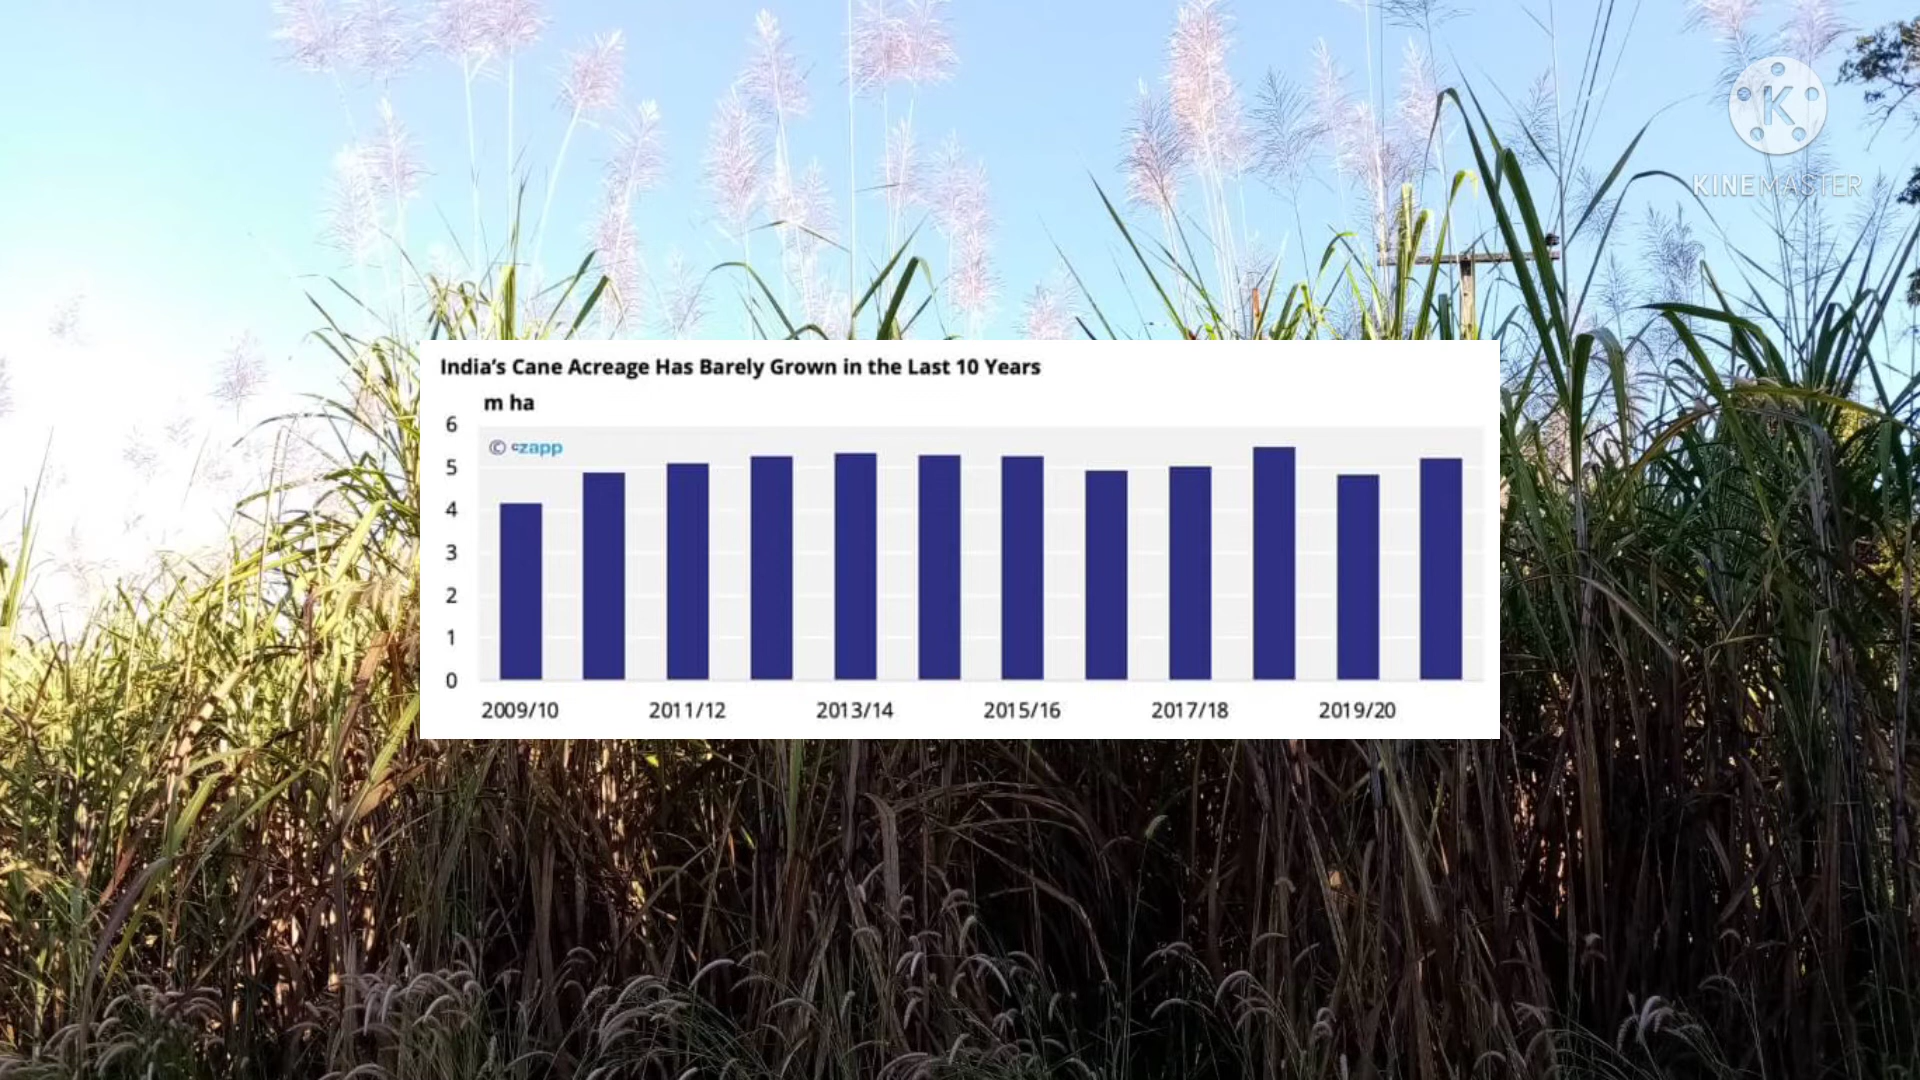 K
KINEMASTER
India's Cane Acreage Has Barely Grown in the Last 10 Years
m ha
6
© czapp
5
4
3
2
1
0
2009/10 2011/12 2013/14 2015/16 2017/18 2019/20